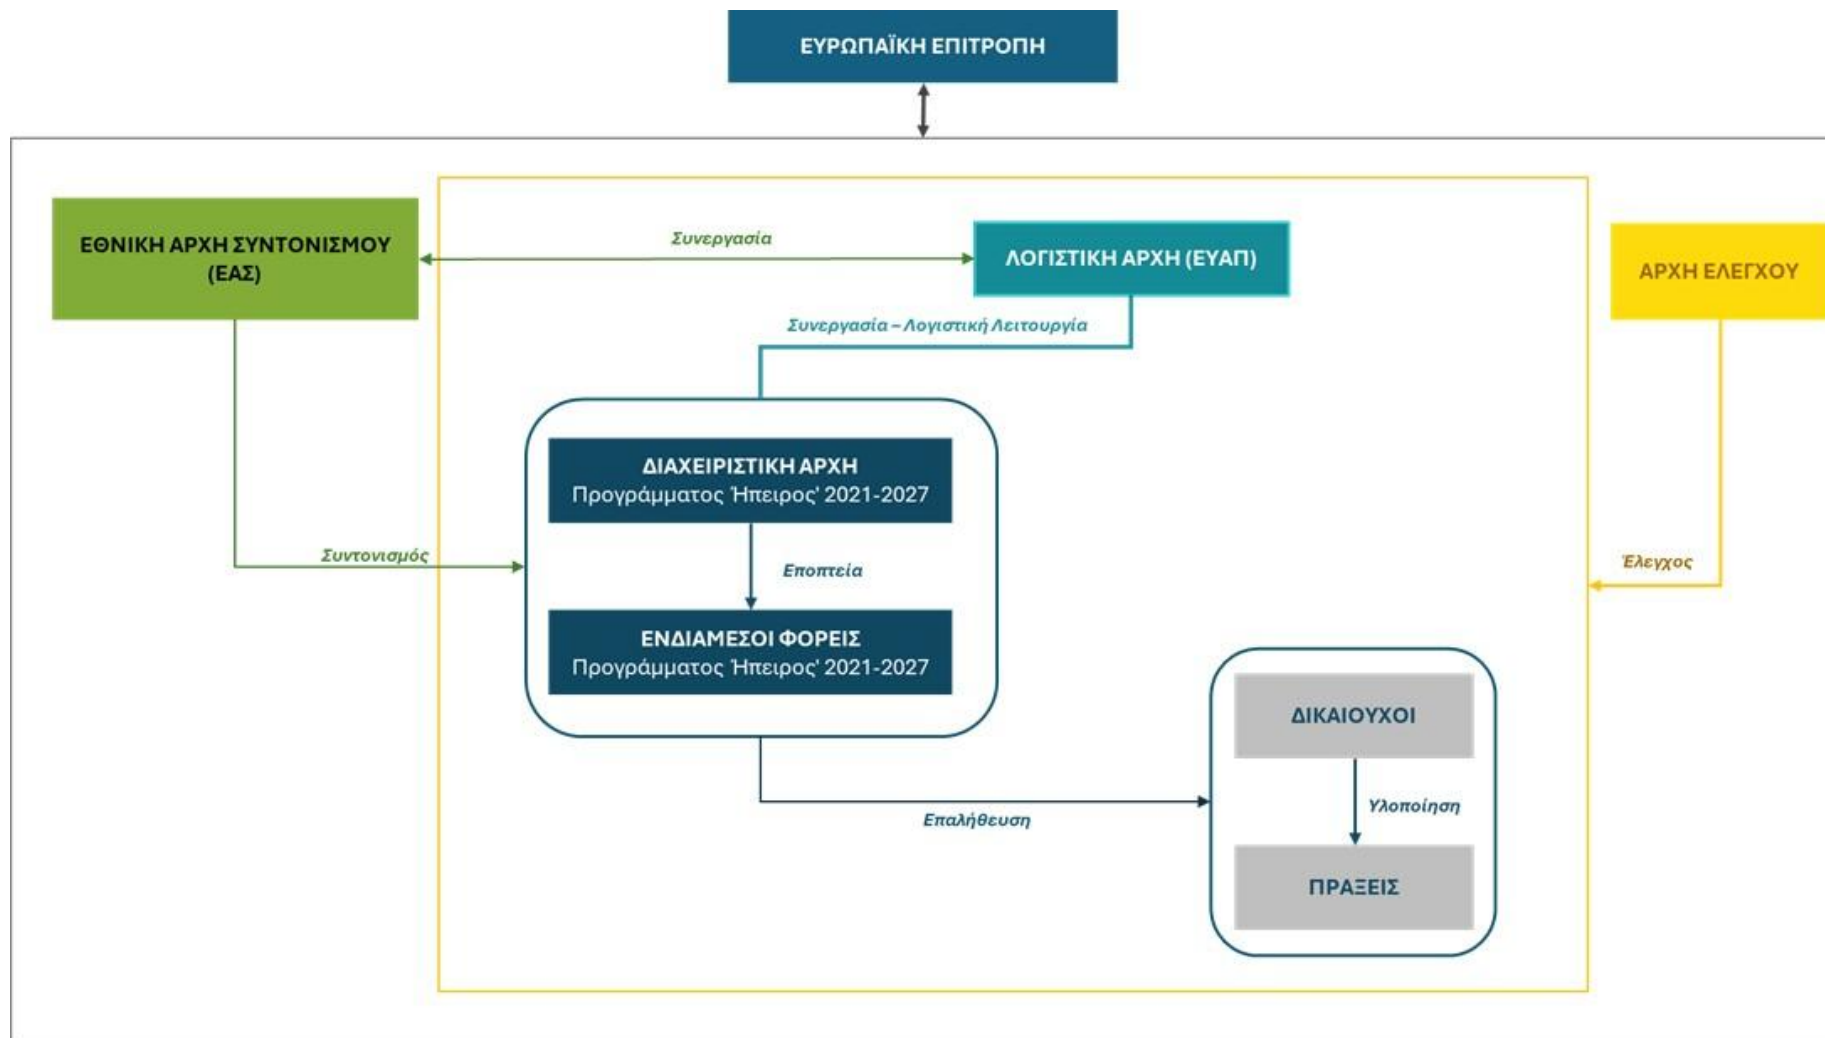 ΕΥΡΩΠΑΪΚΗ ΕΠΙΤΡΟΠΗ
ΕΘΝΙΚΗ ΑΡΧΗ ΣΥΝΤΟΝΙΣΜΟΥ
(ΕΑΣ)
Συνεργασία
ΛΟΓΙΣΤΙΚΗ ΑΡΧΗ (ΕΥΑΠ)
ΑΡΧΗ ΕΛΕΓΧΟΥ
Συνεργασία – Λογιστική Λειτουργία
ΔΙΑΧΕΙΡΙΣΤΙΚΗ ΑΡΧΗ
Προγράμματος Ήπειρος' 2021-2027
Συντονισμός
Εποπτεία
Έλεγχος
ΕΝΔΙΑΜΕΣΟΙ ΦΟΡΕΙΣ
Προγράμματος Ήπειρος' 2021-2027
ΔΙΚΑΙΟΥΧΟΙ
Επαλήθευση
Υλοποίηση
ΠΡΑΞΕΙΣ